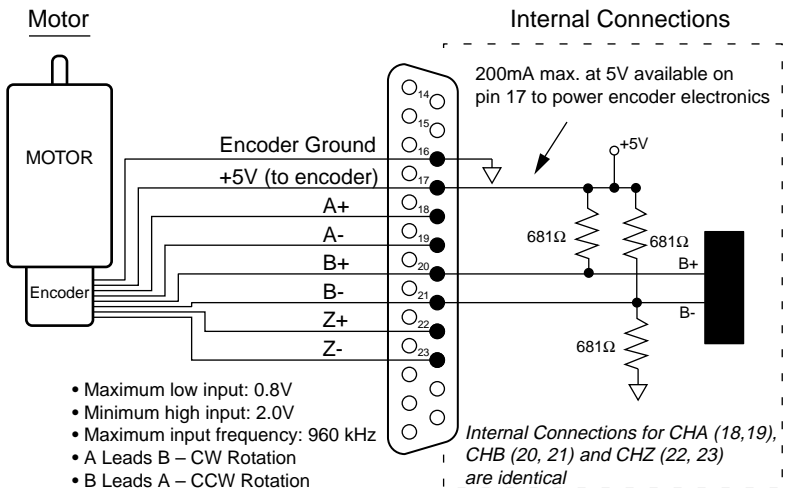 Motor
Internal Connections
200mA max. at 5V available on
pin 17 to power encoder electronics
14
15
+5V
MOTOR
Encoder Ground
16
+5V (to encoder)
17
A+
18
A-
19
681Ω
681Ω
B+
20
B+
Encoder
B-
21
B-
Z+
22
681Ω
Z-
23
• Maximum low input: 0.8V
• Minimum high input: 2.0V
• Maximum input frequency: 960 kHz
• A Leads B – CW Rotation
• B Leads A – CCW Rotation
Internal Connections for CHA (18,19),
CHB (20, 21) and CHZ (22, 23)
are identical